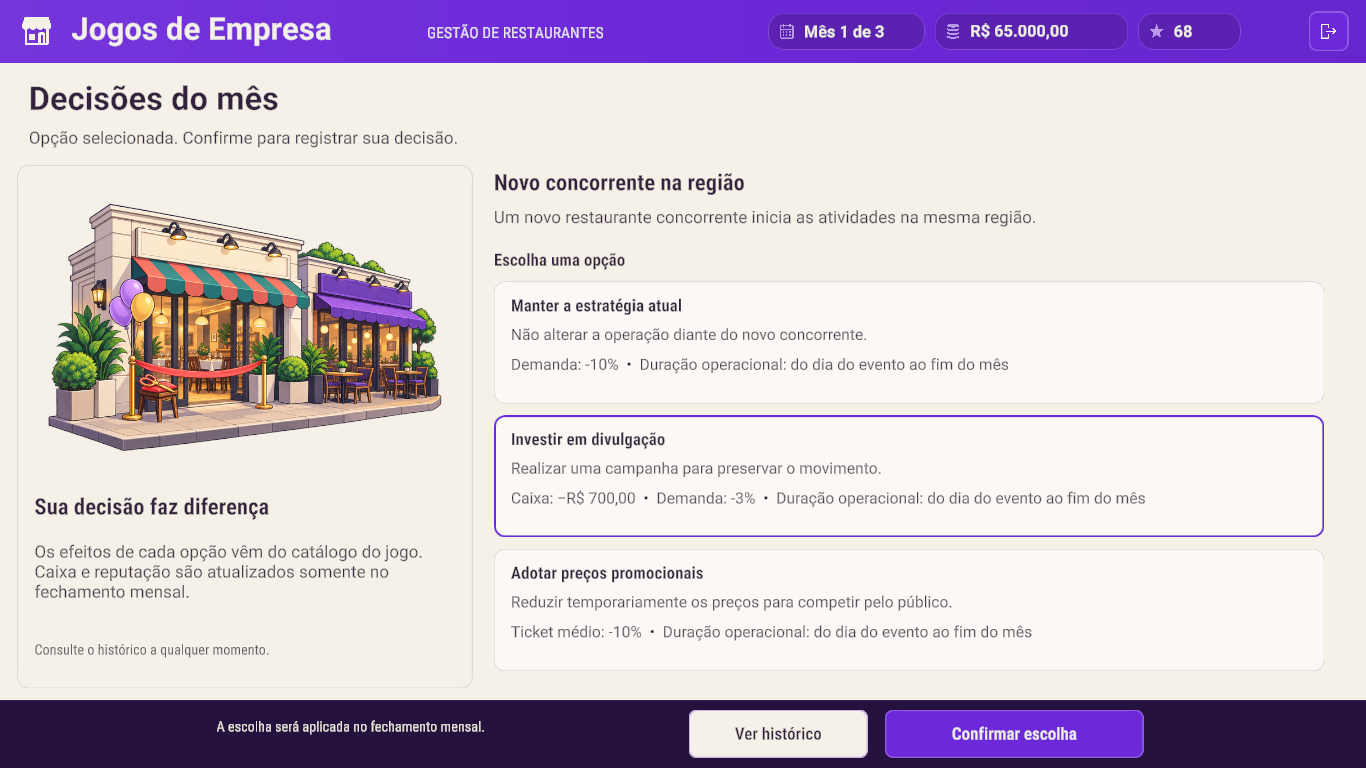 Jogos de Empresa
GESTÃO DE RESTAURANTES
Mês 1 de 3
R$ 65.000,00
68
Decisões do mês
Opção selecionada. Confirme para registrar sua decisão.
Sua decisão faz diferença
Os efeitos de cada opção vêm do catálogo do jogo.
Caixa e reputação são atualizados somente no
fechamento mensal.
Consulte o histórico a qualquer momento.
Novo concorrente na região
Um novo restaurante concorrente inicia as atividades na mesma região.
Escolha uma opção
Manter a estratégia atual
Não alterar a operação diante do novo concorrente.
Demanda: -10% • Duração operacional: do dia do evento ao fim do mês
Investir em divulgação
Realizar uma campanha para preservar o movimento.
Caixa: −R$ 700,00 • Demanda: -3% • Duração operacional: do dia do evento ao fim do mês
Adotar preços promocionais
Reduzir temporariamente os preços para competir pelo público.
Ticket médio: -10% • Duração operacional: do dia do evento ao fim do mês
A escolha será aplicada no fechamento mensal.
Ver histórico
Confirmar escolha